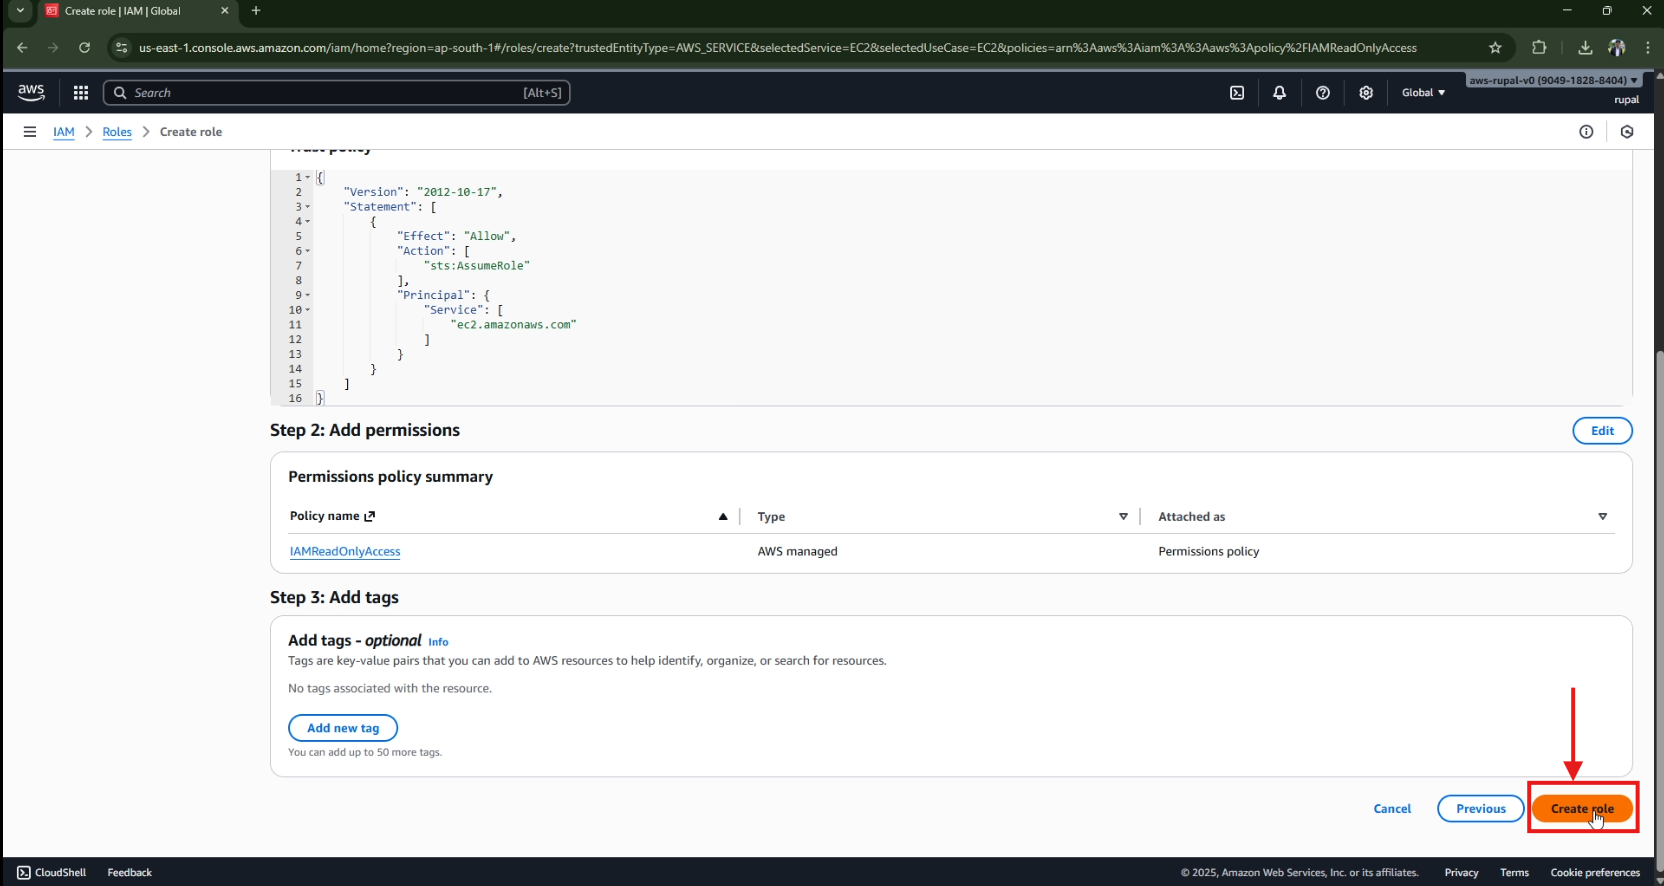 Create role | IAM | Global
us-east-1.console.aws.amazon.com/iam/home?region=ap-south-1#/roles/create?trustedEntityType=AWS_SERVICE&selectedService=EC2&selectedUseCase=EC2&policies=arn%3Aaws%3Aiam%3A%3Aaws%3Apolicy%2FIAMReadOnlyAccess
aws
Search
[Alt+S]
Global
aws-rupal-v0 (9049-1828-8404)
rupal
IAM > Roles > Create role
Trust policy
1 {
2 "Version": "2012-10-17",
3 "Statement": [
4 {
5 "Effect": "Allow",
6 "Action": [
7 "sts:AssumeRole"
8 ],
9 "Principal": {
10 "Service": [
11 "ec2.amazonaws.com"
12 ]
13 }
14 }
15 ]
16 }
Step 2: Add permissions
Edit
Permissions policy summary
Policy name
Type
Attached as
IAMReadOnlyAccess
AWS managed
Permissions policy
Step 3: Add tags
Add tags - optional Info
Tags are key-value pairs that you can add to AWS resources to help identify, organize, or search for resources.
No tags associated with the resource.
Add new tag
You can add up to 50 more tags.
Cancel
Previous
Create role
CloudShell
Feedback
© 2025, Amazon Web Services, Inc. or its affiliates.
Privacy
Terms
Cookie preferences